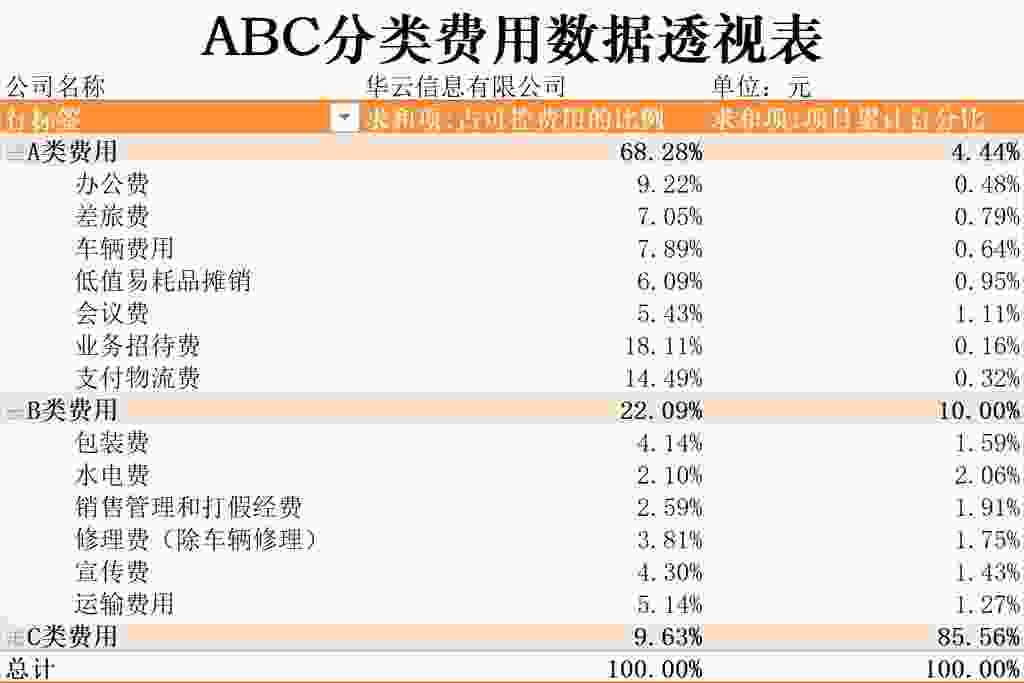 ABC分类费用数据透视表
公司名称 华云信息有限公司 单位：元
行标签 求和项:占可控费用的比例 求和项:项目累计百分比
A类费用 68.28% 4.44%
办公费 9.22% 0.48%
差旅费 7.05% 0.79%
车辆费用 7.89% 0.64%
低值易耗品摊销 6.09% 0.95%
会议费 5.43% 1.11%
业务招待费 18.11% 0.16%
支付物流费 14.49% 0.32%
B类费用 22.09% 10.00%
包装费 4.14% 1.59%
水电费 2.10% 2.06%
销售管理和打假经费 2.59% 1.91%
修理费（除车辆修理） 3.81% 1.75%
宣传费 4.30% 1.43%
运输费用 5.14% 1.27%
C类费用 9.63% 85.56%
总计 100.00% 100.00%